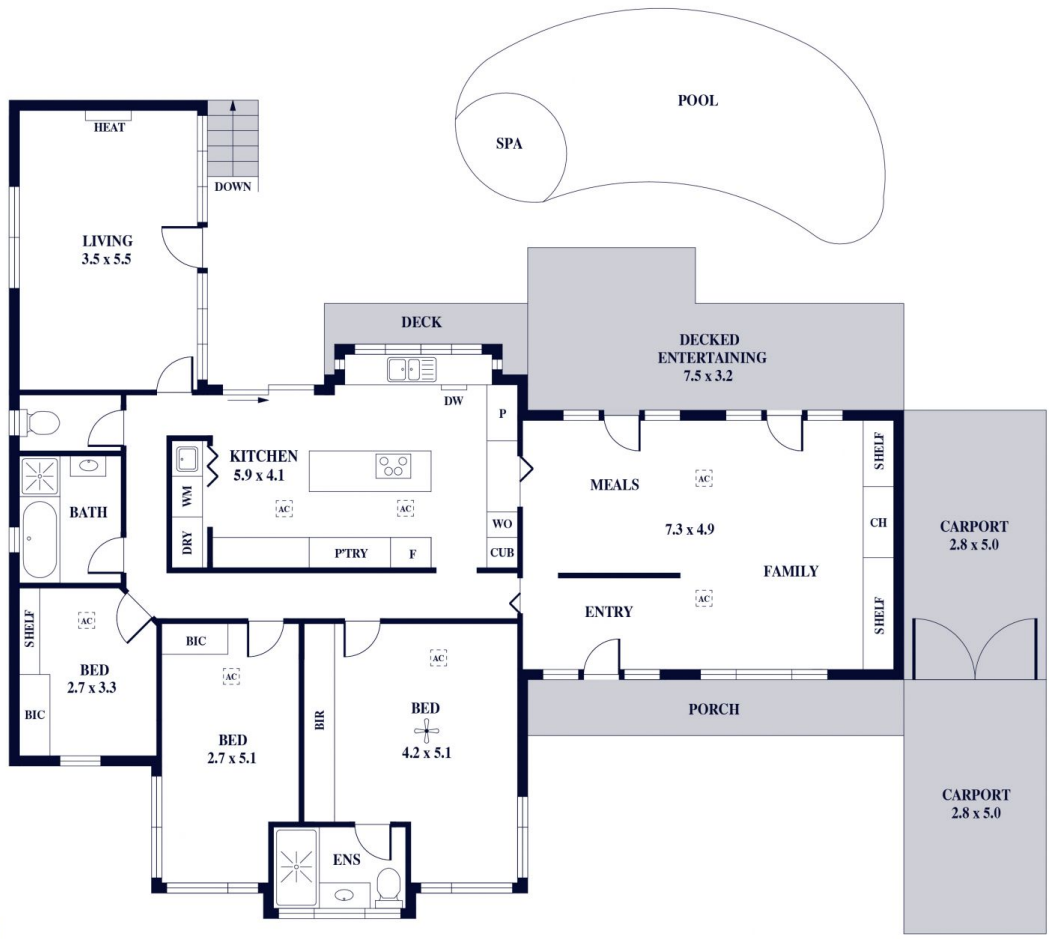 POOL
SPA
HEAT
DOWN
LIVING
3.5 x 5.5
DECK
DECKED
ENTERTAINING
7.5 x 3.2
DW
P
KITCHEN
5.9 x 4.1
WM
DRY
AC
AC
P'TRY
F
WO
CUB
BATH
MEALS
AC
7.3 x 4.9
FAMILY
AC
ENTRY
SHELF
CH
SHELF
CARPORT
2.8 x 5.0
SHELF
AC
BED
2.7 x 3.3
BIC
BIC
AC
BED
2.7 x 5.1
BIR
AC
BED
4.2 x 5.1
ENS
PORCH
CARPORT
2.8 x 5.0